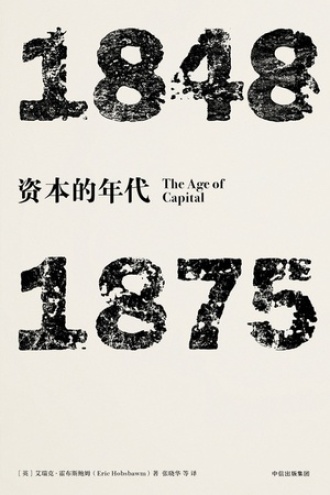 1848
资本的年代
The Age of
Capital
1875
[英] 艾瑞克·霍布斯鲍姆 (Eric Hobsbawm) 著 张晓华 等 译
中信出版集团